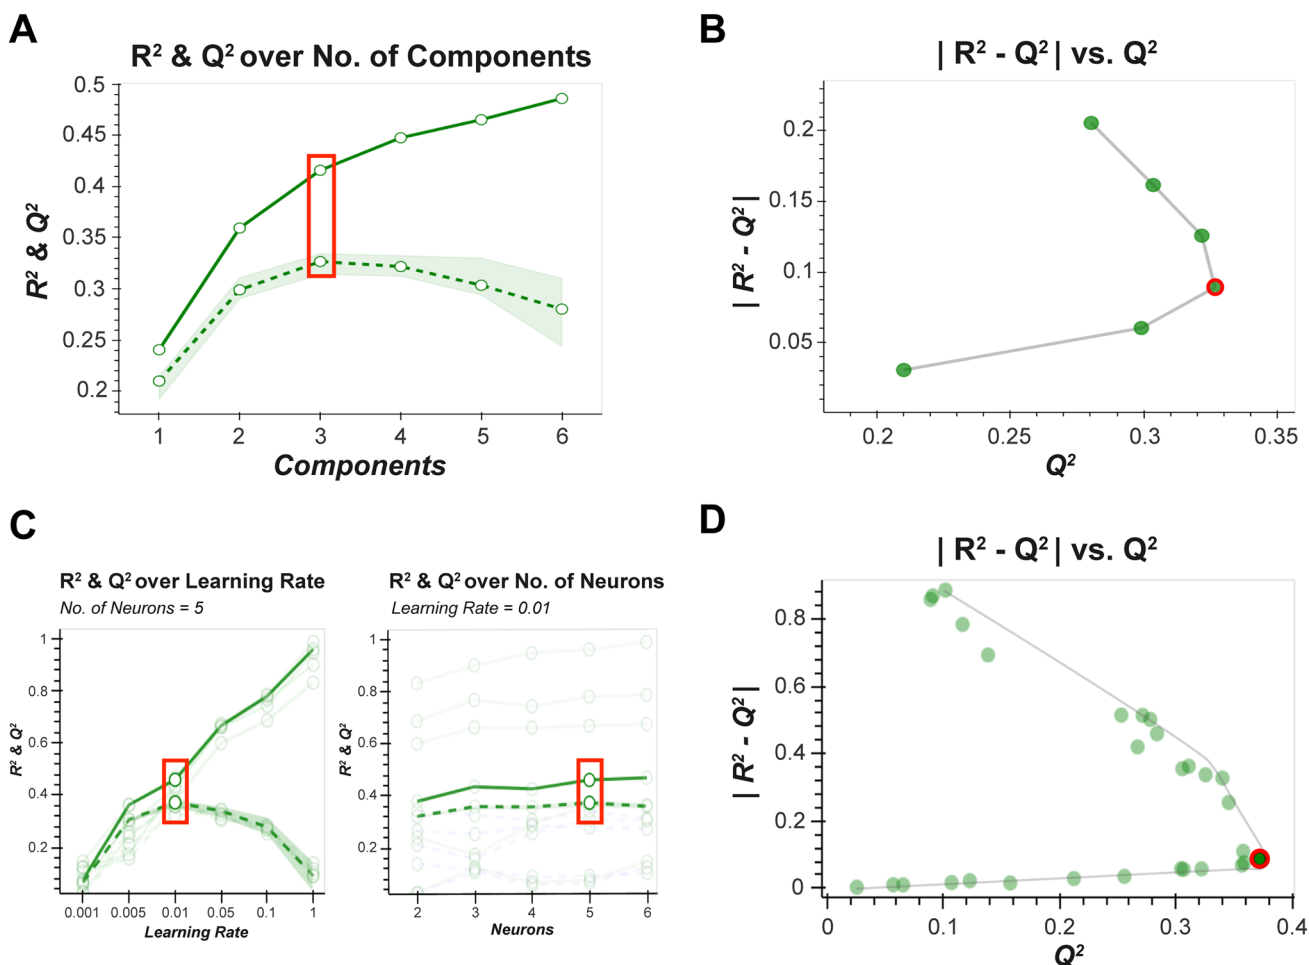 A
R² & Q² over No. of Components
0.5
0.45
0.4
0.35
0.3
0.25
0.2
R² & Q²
1 2 3 4 5 6
Components
B
| R² - Q² | vs. Q²
0.2
0.15
0.1
0.05
| R² - Q² |
0.2 0.25 0.3 0.35
Q²
C
R² & Q² over Learning Rate
No. of Neurons = 5
1
0.8
0.6
0.4
0.2
R² & Q²
0.001 0.005 0.01 0.05 0.1 1
Learning Rate
R² & Q² over No. of Neurons
Learning Rate = 0.01
1
0.8
0.6
0.4
0.2
R² & Q²
2 3 4 5 6
Neurons
D
| R² - Q² | vs. Q²
0.8
0.6
0.4
0.2
0
| R² - Q² |
0 0.1 0.2 0.3 0.4
Q²